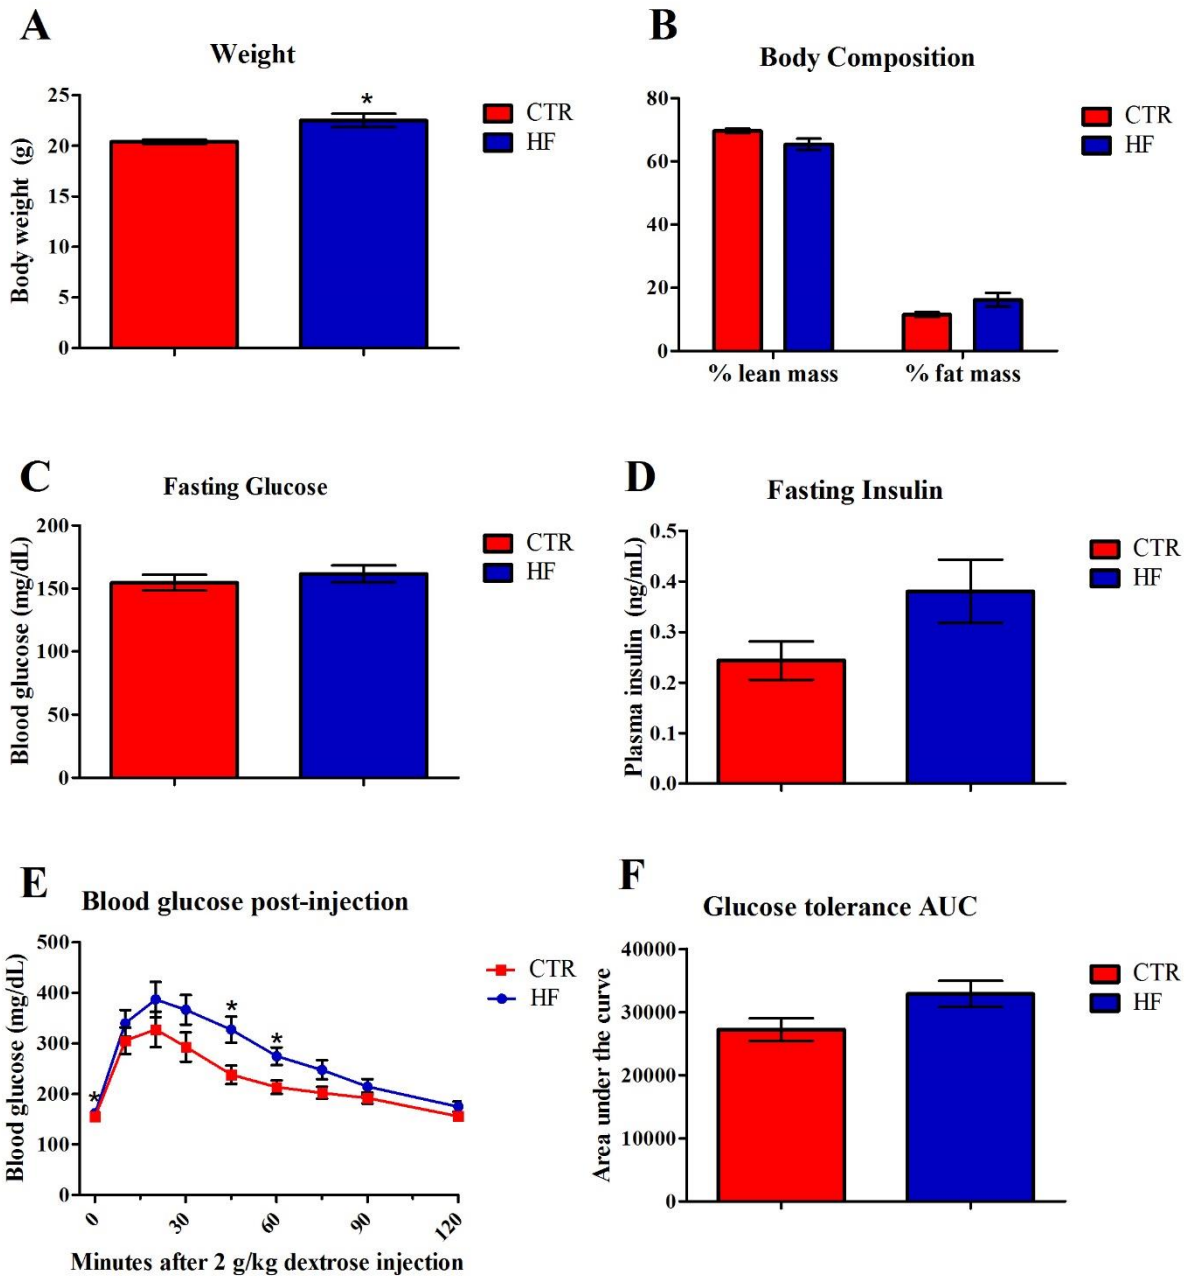 A
Weight
Body weight (g)
25
20
15
10
5
0
*
CTR
HF
B
Body Composition
80
60
40
20
0
% lean mass
% fat mass
CTR
HF
C
Fasting Glucose
Blood glucose (mg/dL)
200
150
100
50
0
CTR
HF
D
Fasting Insulin
Plasma insulin (ng/mL)
0.5
0.4
0.3
0.2
0.1
0.0
CTR
HF
E
Blood glucose post-injection
Blood glucose (mg/dL)
500
400
300
200
100
0
*
*
*
0
30
60
90
120
Minutes after 2 g/kg dextrose injection
CTR
HF
F
Glucose tolerance AUC
Area under the curve
40000
30000
20000
10000
0
CTR
HF